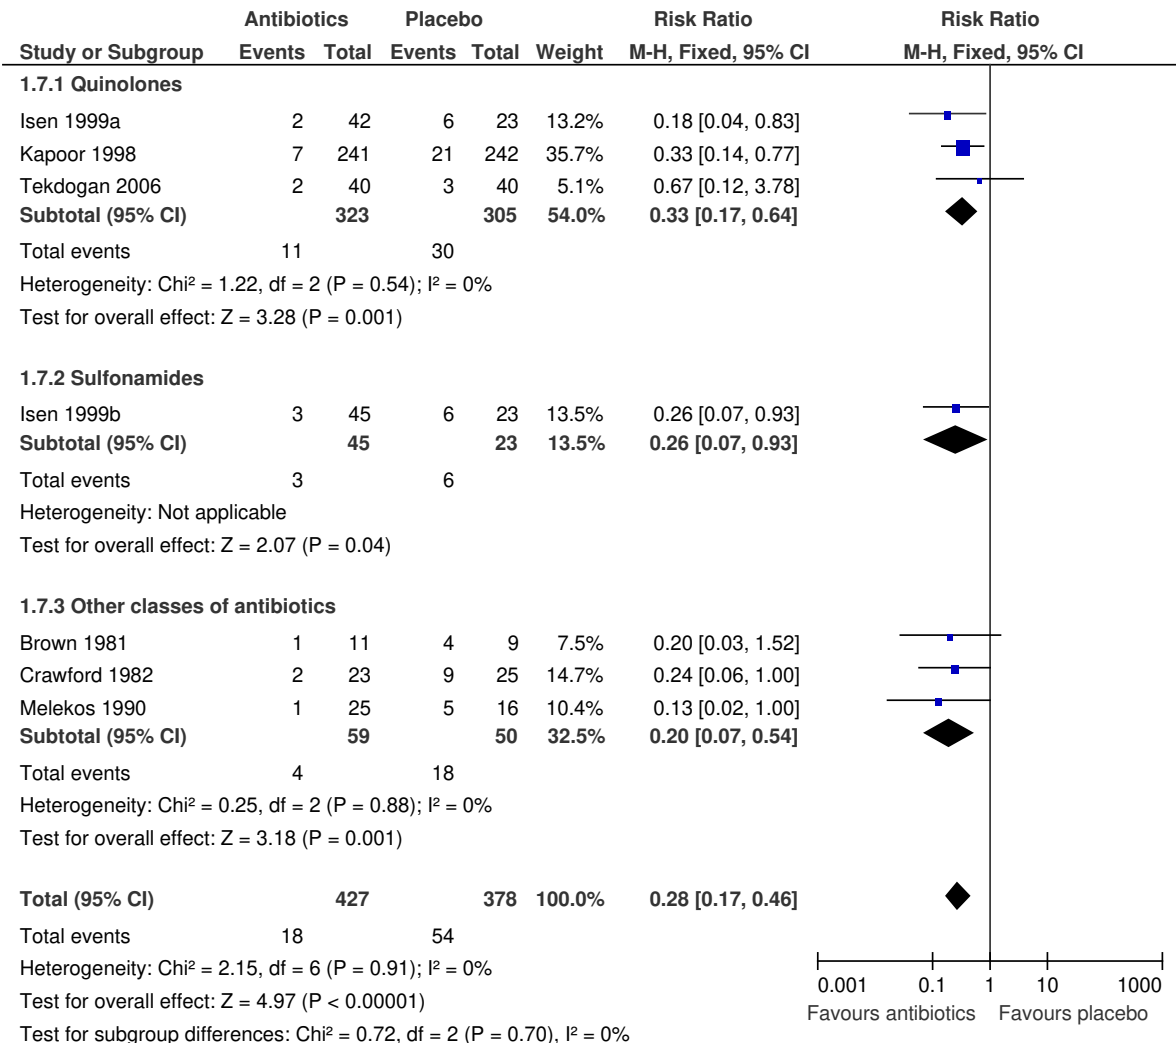 Antibiotics Placebo Risk Ratio Risk Ratio
Study or Subgroup Events Total Events Total Weight M-H, Fixed, 95% CI M-H, Fixed, 95% CI
1.7.1 Quinolones
Isen 1999a 2 42 6 23 13.2% 0.18 [0.04, 0.83]
Kapoor 1998 7 241 21 242 35.7% 0.33 [0.14, 0.77]
Tekdogan 2006 2 40 3 40 5.1% 0.67 [0.12, 3.78]
Subtotal (95% CI) 323 305 54.0% 0.33 [0.17, 0.64]
Total events 11 30
Heterogeneity: Chi² = 1.22, df = 2 (P = 0.54); I² = 0%
Test for overall effect: Z = 3.28 (P = 0.001)
1.7.2 Sulfonamides
Isen 1999b 3 45 6 23 13.5% 0.26 [0.07, 0.93]
Subtotal (95% CI) 45 23 13.5% 0.26 [0.07, 0.93]
Total events 3 6
Heterogeneity: Not applicable
Test for overall effect: Z = 2.07 (P = 0.04)
1.7.3 Other classes of antibiotics
Brown 1981 1 11 4 9 7.5% 0.20 [0.03, 1.52]
Crawford 1982 2 23 9 25 14.7% 0.24 [0.06, 1.00]
Melekos 1990 1 25 5 16 10.4% 0.13 [0.02, 1.00]
Subtotal (95% CI) 59 50 32.5% 0.20 [0.07, 0.54]
Total events 4 18
Heterogeneity: Chi² = 0.25, df = 2 (P = 0.88); I² = 0%
Test for overall effect: Z = 3.18 (P = 0.001)
Total (95% CI) 427 378 100.0% 0.28 [0.17, 0.46]
Total events 18 54
Heterogeneity: Chi² = 2.15, df = 6 (P = 0.91); I² = 0%
Test for overall effect: Z = 4.97 (P < 0.00001)
Test for subgroup differences: Chi² = 0.72, df = 2 (P = 0.70), I² = 0%
0.001 0.1 1 10 1000
Favours antibiotics Favours placebo